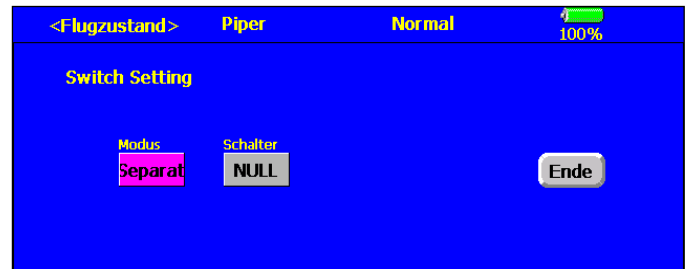 <Flugzustand> Piper Normal 100%
Switch Setting
Modus Schalter
Separat NULL Ende